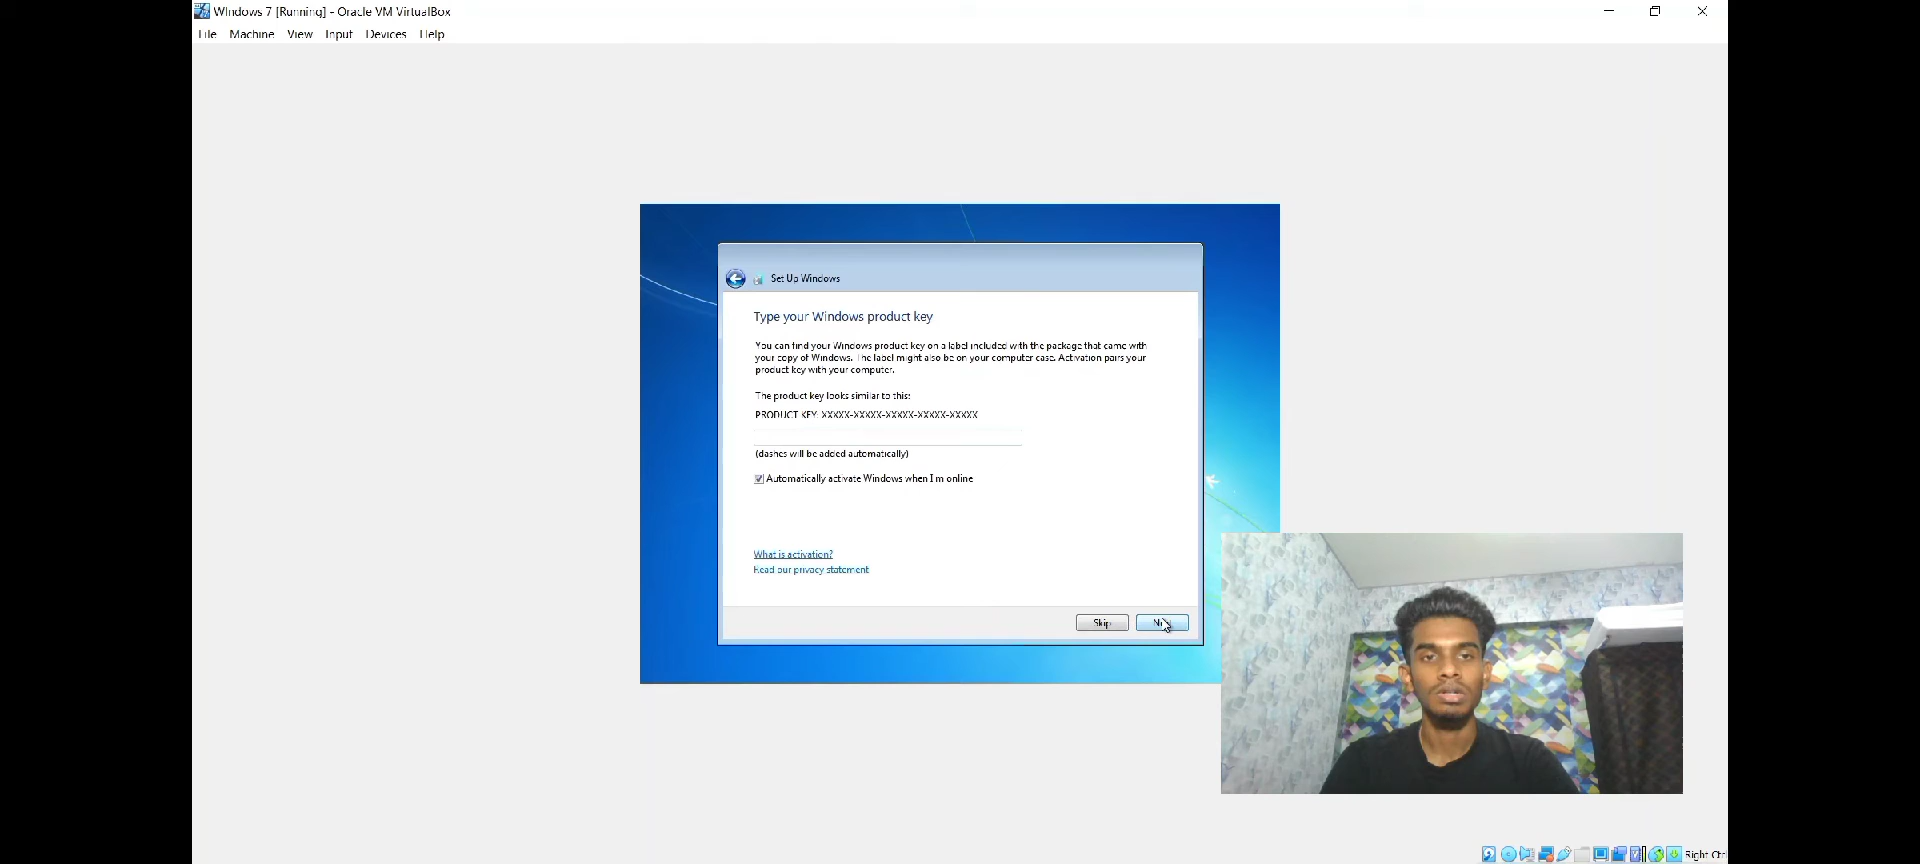 WIndows 7 [Running] - Oracle VM VirtualBox
File Machine View Input Devices Help
Set Up Windows
Type your Windows product key
You can find your Windows product key on a label included with the package that came with
your copy of Windows. The label might also be on your computer case. Activation pairs your
product key with your computer.
The product key looks similar to this:
PRODUCT KEY: XXXXX-XXXXX-XXXXX-XXXXX-XXXXX
(dashes will be added automatically)
Automatically activate Windows when I'm online
What is activation?
Read our privacy statement
Skip
Right Ctrl